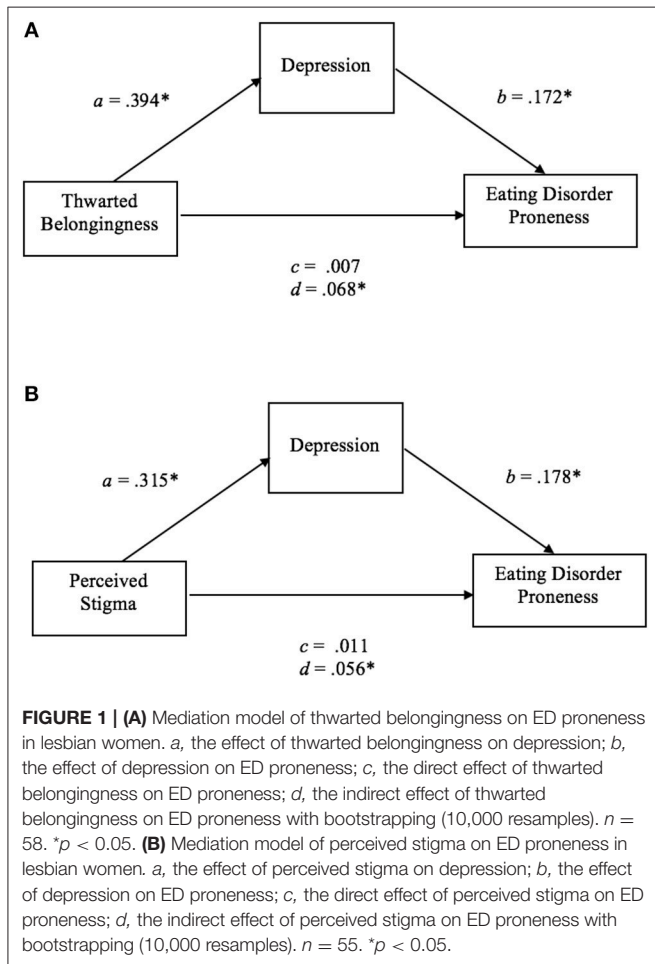 A
Depression
a = .394*
b = .172*
Thwarted
Belongingness
Eating Disorder
Proneness
c = .007
d = .068*
B
Depression
a = .315*
b = .178*
Perceived
Stigma
Eating Disorder
Proneness
c = .011
d = .056*
FIGURE 1 | (A) Mediation model of thwarted belongingness on ED proneness
in lesbian women. a, the effect of thwarted belongingness on depression; b,
the effect of depression on ED proneness; c, the direct effect of thwarted
belongingness on ED proneness; d, the indirect effect of thwarted
belongingness on ED proneness with bootstrapping (10,000 resamples). n =
58. *p < 0.05. (B) Mediation model of perceived stigma on ED proneness in
lesbian women. a, the effect of perceived stigma on depression; b, the effect
of depression on ED proneness; c, the direct effect of perceived stigma on ED
proneness; d, the indirect effect of perceived stigma on ED proneness with
bootstrapping (10,000 resamples). n = 55. *p < 0.05.